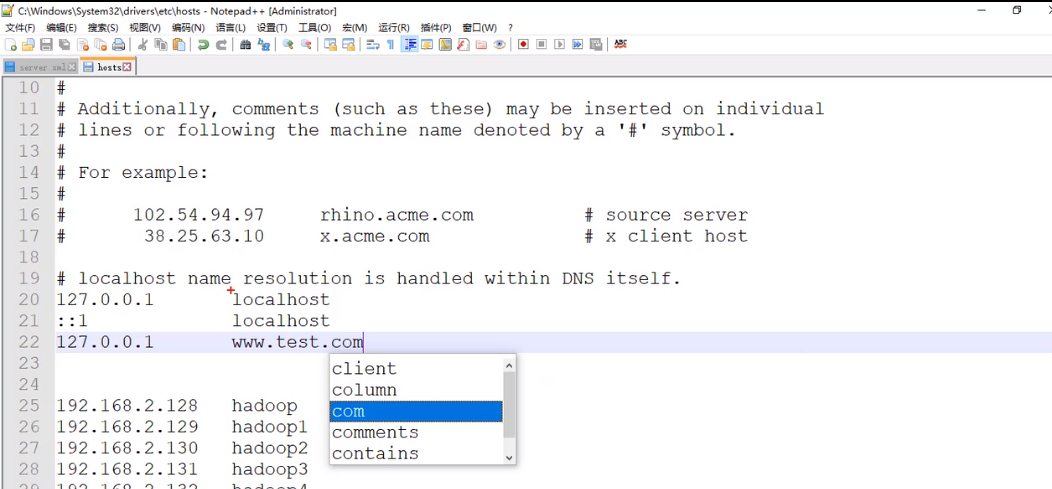 C:\Windows\System32\drivers\etc\hosts - Notepad++ [Administrator]
文件(F) 编辑(E) 搜索(S) 视图(V) 编码(N) 语言(L) 设置(T) 工具(O) 宏(M) 运行(R) 插件(P) 窗口(W) ?
server.xml hosts
10 #
11 # Additionally, comments (such as these) may be inserted on individual
12 # lines or following the machine name denoted by a '#' symbol.
13 #
14 # For example:
15 #
16 # 102.54.94.97 rhino.acme.com # source server
17 # 38.25.63.10 x.acme.com # x client host
18
19 # localhost name resolution is handled within DNS itself.
20 127.0.0.1 localhost
21 ::1 localhost
22 127.0.0.1 www.test.com
23
24
25 192.168.2.128 hadoop
26 192.168.2.129 hadoop1
27 192.168.2.130 hadoop2
28 192.168.2.131 hadoop3
29 192.168.2.132 hadoop4
client
column
com
comments
contains